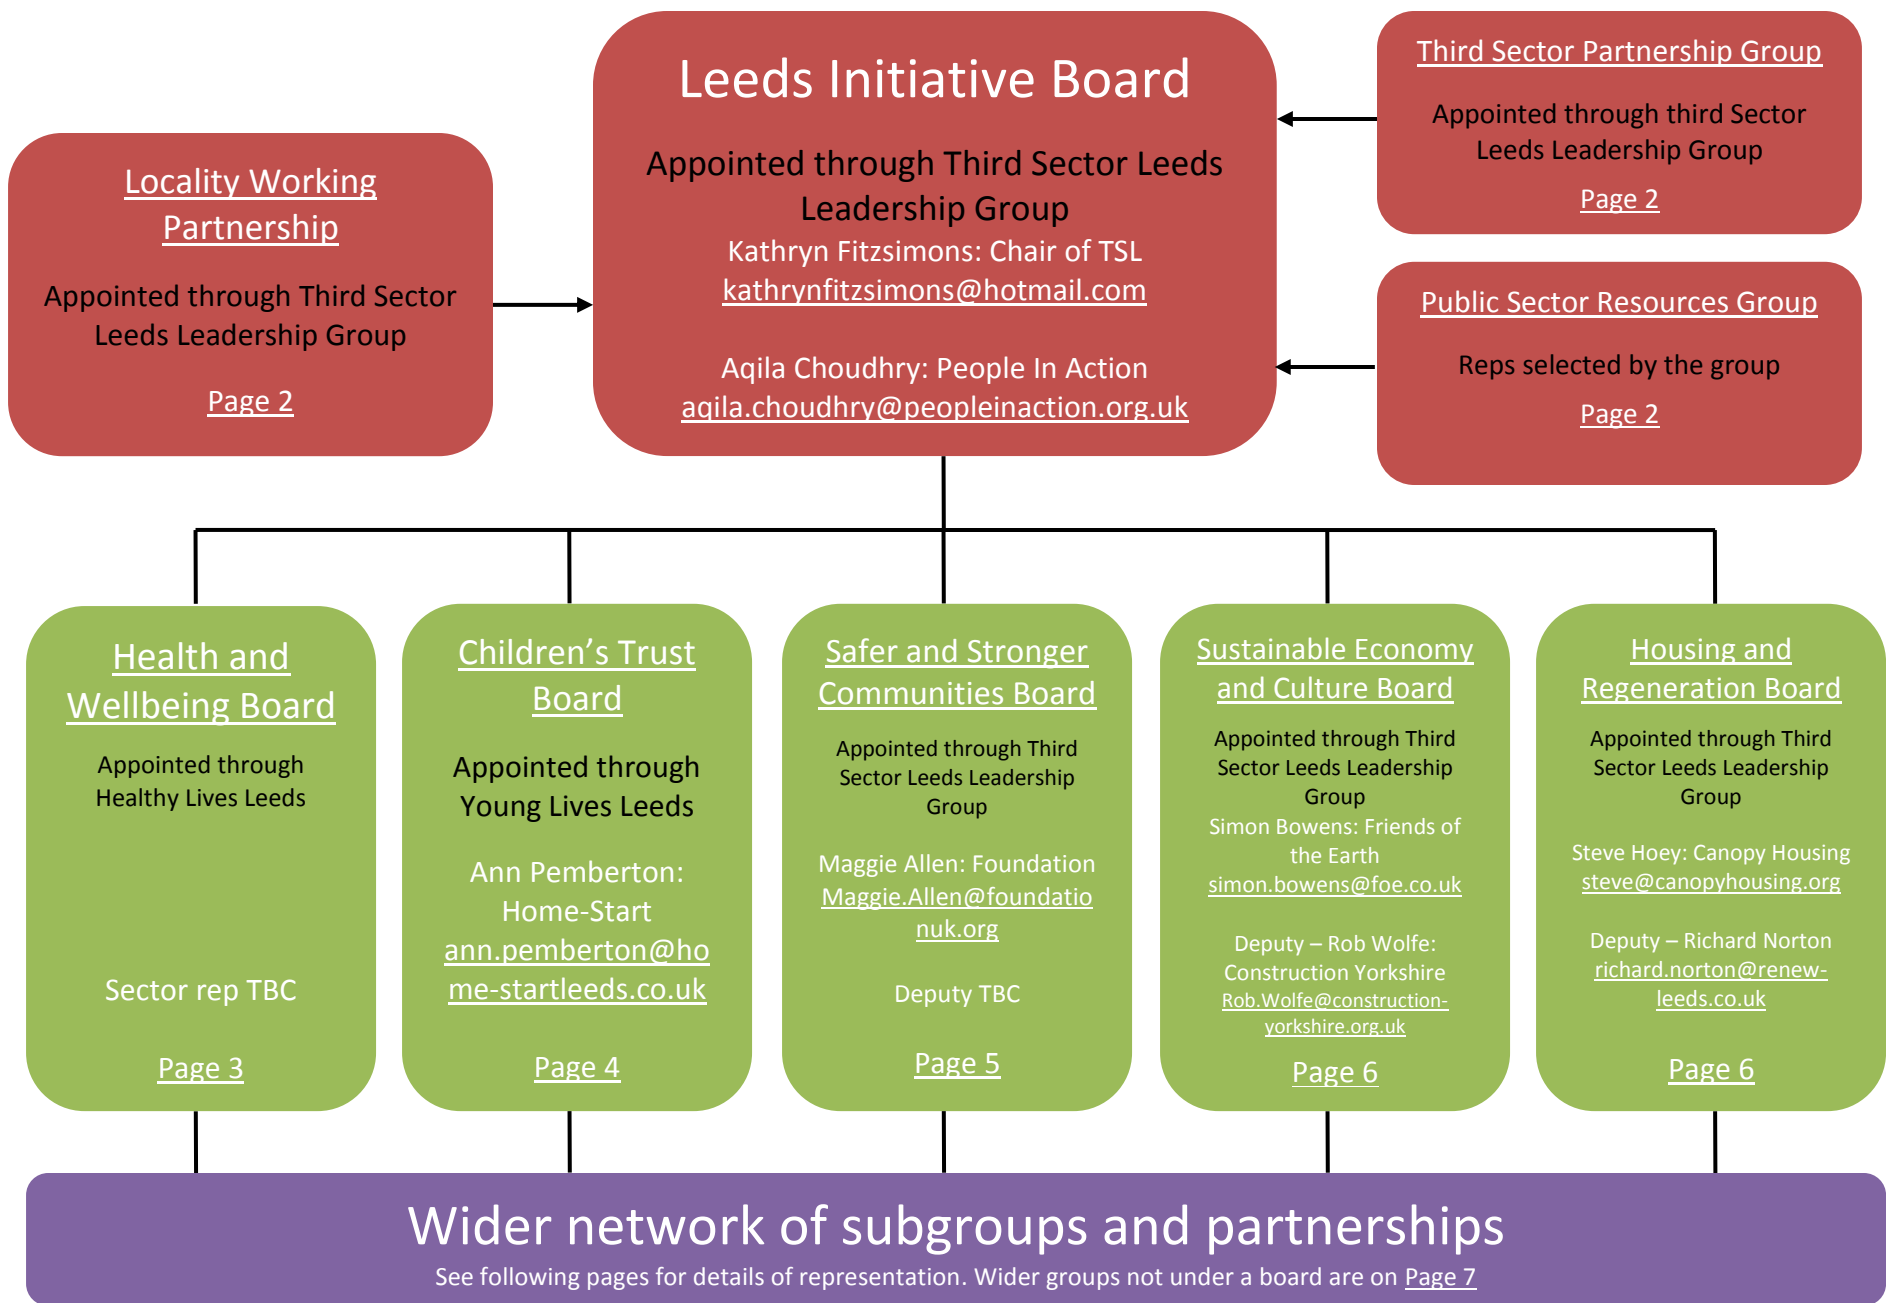 Leeds Initiative Board
Appointed through Third Sector Leeds
Leadership Group
Kathryn Fitzsimons: Chair of TSL
kathrynfitzsimons@hotmail.com
Aqila Choudhry: People In Action
aqila.choudhry@peopleinaction.org.uk
Third Sector Partnership Group
Appointed through third Sector
Leeds Leadership Group
Page 2
Locality Working
Partnership
Appointed through Third Sector
Leeds Leadership Group
Page 2
Public Sector Resources Group
Reps selected by the group
Page 2
Health and
Wellbeing Board
Appointed through
Healthy Lives Leeds
Sector rep TBC
Page 3
Children’s Trust
Board
Appointed through
Young Lives Leeds
Ann Pemberton:
Home-Start
ann.pemberton@ho
me-startleeds.co.uk
Page 4
Safer and Stronger
Communities Board
Appointed through Third
Sector Leeds Leadership
Group
Maggie Allen: Foundation
Maggie.Allen@foundatio
nuk.org
Deputy TBC
Page 5
Sustainable Economy
and Culture Board
Appointed through Third
Sector Leeds Leadership
Group
Simon Bowens: Friends of
the Earth
simon.bowens@foe.co.uk
Deputy – Rob Wolfe:
Construction Yorkshire
Rob.Wolfe@construction-
yorkshire.org.uk
Page 6
Housing and
Regeneration Board
Appointed through Third
Sector Leeds Leadership
Group
Steve Hoey: Canopy Housing
steve@canopyhousing.org
Deputy – Richard Norton
richard.norton@renew-
leeds.co.uk
Page 6
Wider network of subgroups and partnerships
See following pages for details of representation. Wider groups not under a board are on Page 7